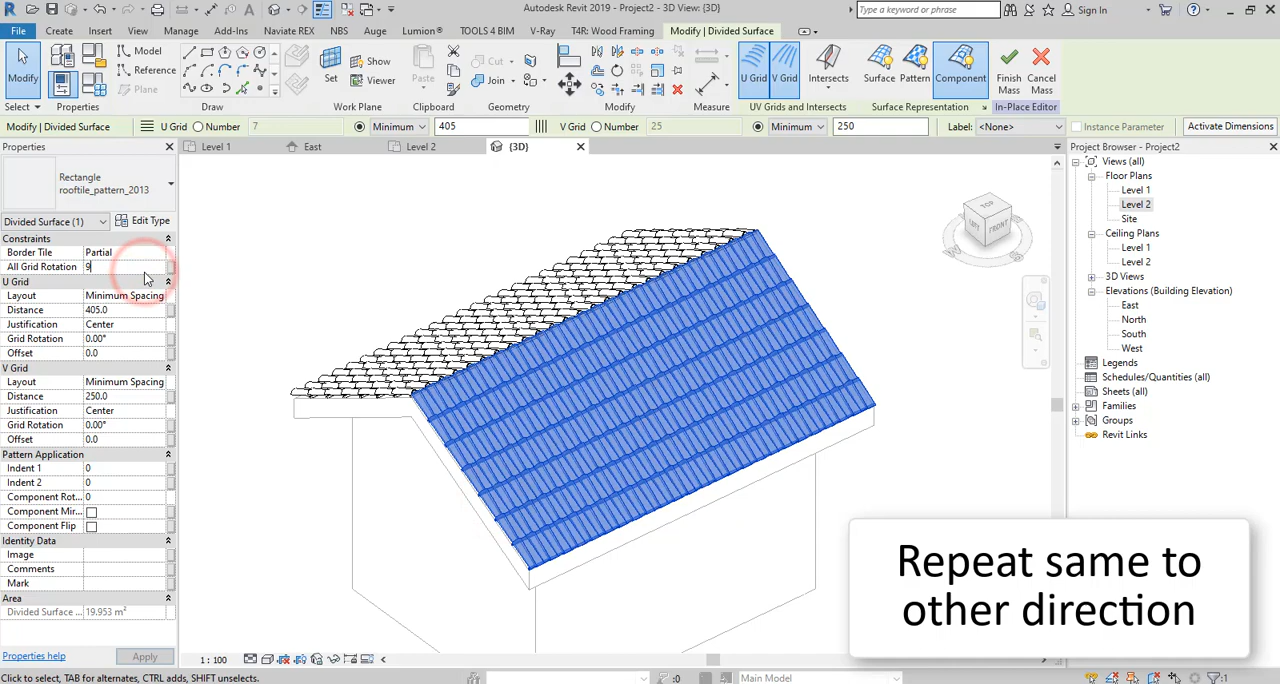 Autodesk Revit 2019 - Project2 - 3D View: {3D}
Type a keyword or phrase
Sign In
File Create Insert View Manage Add-Ins Naviate REX NBS Auge Lumion® TOOLS 4 BIM V-Ray T4R: Wood Framing Modify | Divided Surface
Modify
Model
Reference
Plane
Set
Show
Viewer
Paste
Cut
Join
U Grid
V Grid
Intersects
Surface
Pattern
Component
Finish Mass
Cancel Mass
Select Properties Draw Work Plane Clipboard Geometry Modify Measure UV Grids and Intersects Surface Representation In-Place Editor
Modify | Divided Surface U Grid Number 7 Minimum 405 V Grid Number 25 Minimum 250 Label: <None> Instance Parameter Activate Dimensions
Properties
Level 1 East Level 2 {3D}
Project Browser - Project2
Rectangle
rooftile_pattern_2013
Divided Surface (1) Edit Type
Constraints
Border Tile Partial
All Grid Rotation 9
U Grid
Layout Minimum Spacing
Distance 405.0
Justification Center
Grid Rotation 0.00°
Offset 0.0
V Grid
Layout Minimum Spacing
Distance 250.0
Justification Center
Grid Rotation 0.00°
Offset 0.0
Pattern Application
Indent 1 0
Indent 2 0
Component Rot... 0
Component Mir...
Component Flip
Identity Data
Image
Comments
Mark
Area
Divided Surface ... 19.953 m²
Properties help Apply
TOP
LEFT
FRONT
Views (all)
Floor Plans
Level 1
Level 2
Site
Ceiling Plans
Level 1
Level 2
3D Views
Elevations (Building Elevation)
East
North
South
West
Legends
Schedules/Quantities (all)
Sheets (all)
Families
Groups
Revit Links
Repeat same to
other direction
1 : 100
Click to select, TAB for alternates, CTRL adds, SHIFT unselects.
:0
Main Model
:1